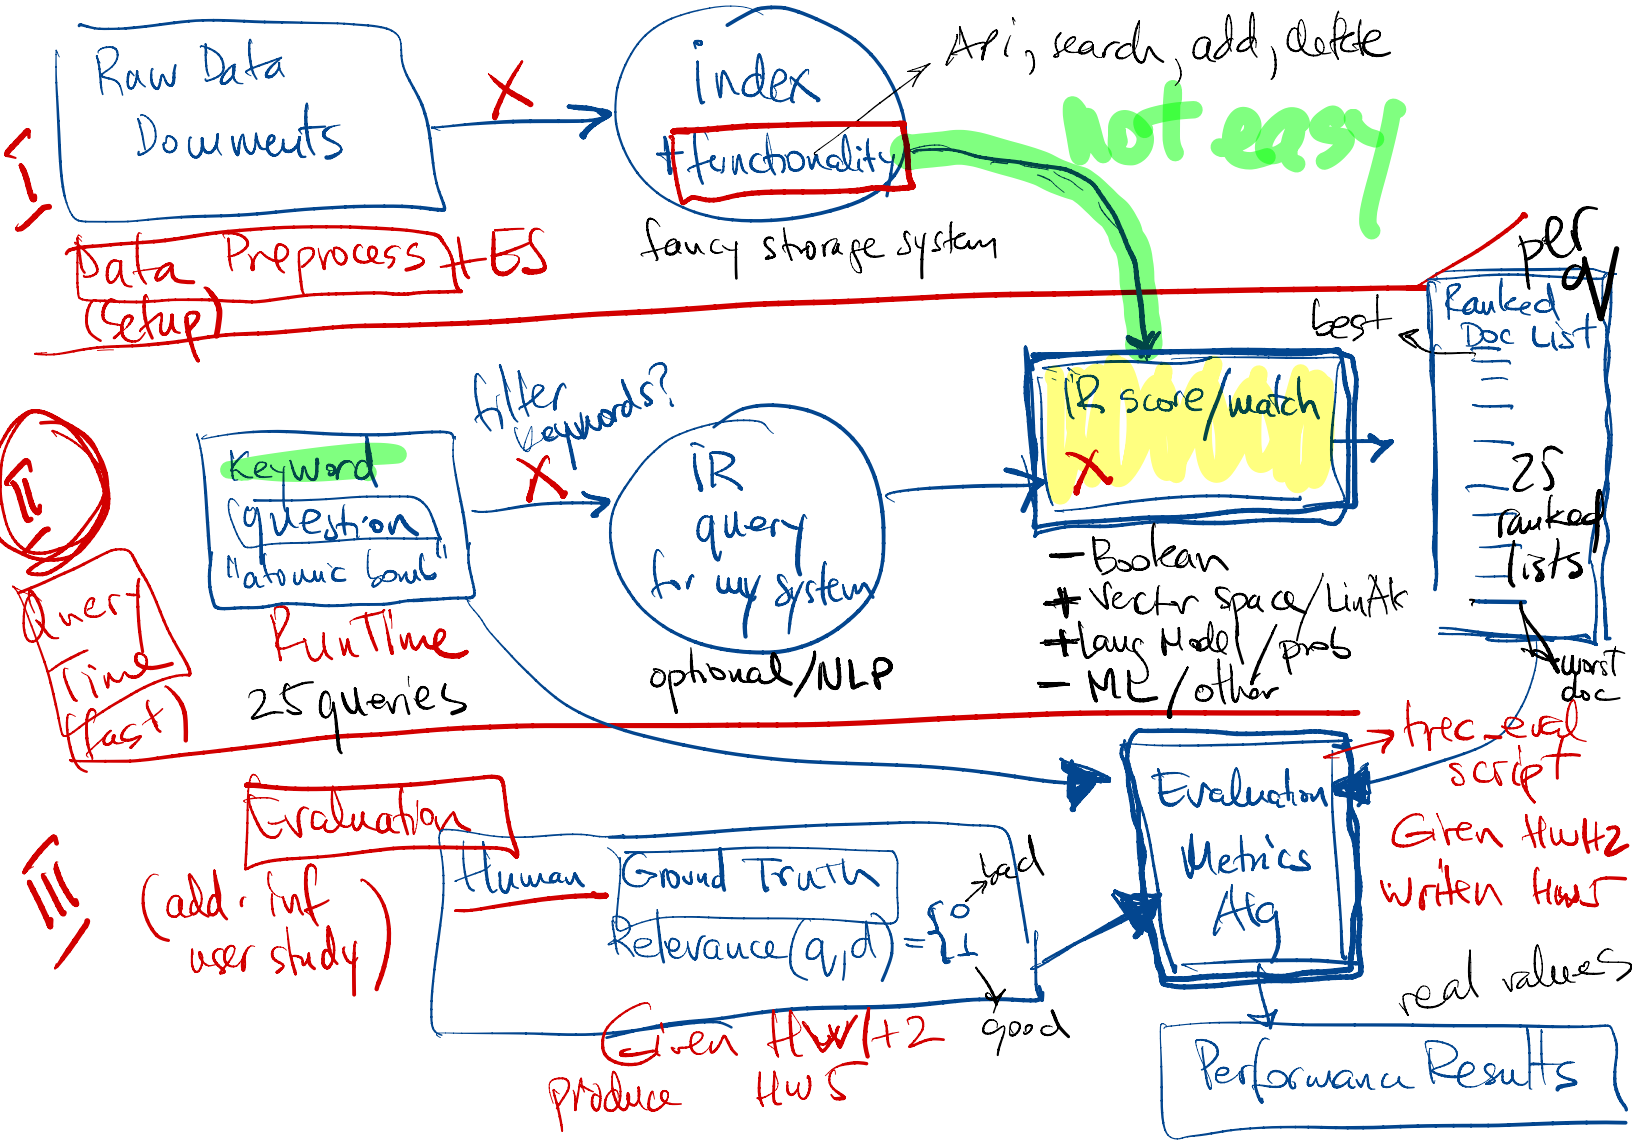 Raw Data
Documents
X
index
+ functionality
Api, search, add, delete
not easy
fancy storage system
I
Data Preprocess + ES
(Setup)
per q
Ranked
Doc List
best
25
ranked
lists
worst
doc
II
Query
Time
(fast)
Keyword
question
"atomic bomb"
RunTime
25 queries
filter
keywords?
X
IR
query
for my system
optional/NLP
IR score/match
X
- Boolean
+ Vector space/LinAlg
+ Lang Model/prob
- ML/other
III
Evaluation
(add. inf
user study)
Human
Ground Truth
Relevance(q,d) = { 0
1
bad
good
Given HW1+2
produce HW5
Evaluation
Metrics
Alg
trec_eval
script
Given HW1+2
writen HW5
real values
Performance Results